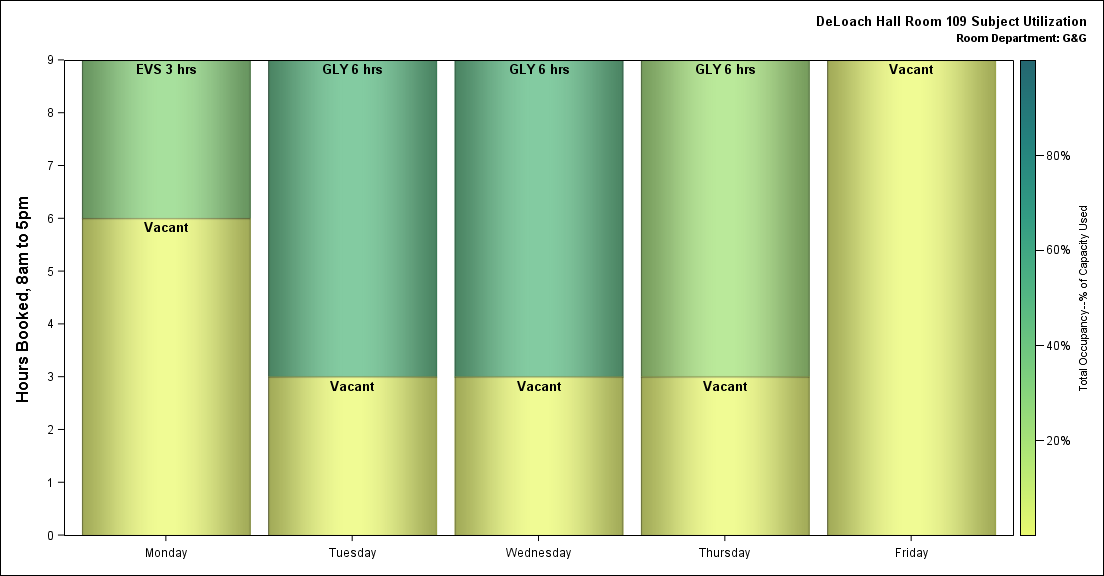 DeLoach Hall Room 109 Subject Utilization
Room Department: G&G
Hours Booked, 8am to 5pm
9
8
7
6
5
4
3
2
1
0
EVS 3 hrs
Vacant
GLY 6 hrs
Vacant
GLY 6 hrs
Vacant
GLY 6 hrs
Vacant
Vacant
Monday
Tuesday
Wednesday
Thursday
Friday
80%
60%
40%
20%
Total Occupancy--% of Capacity Used